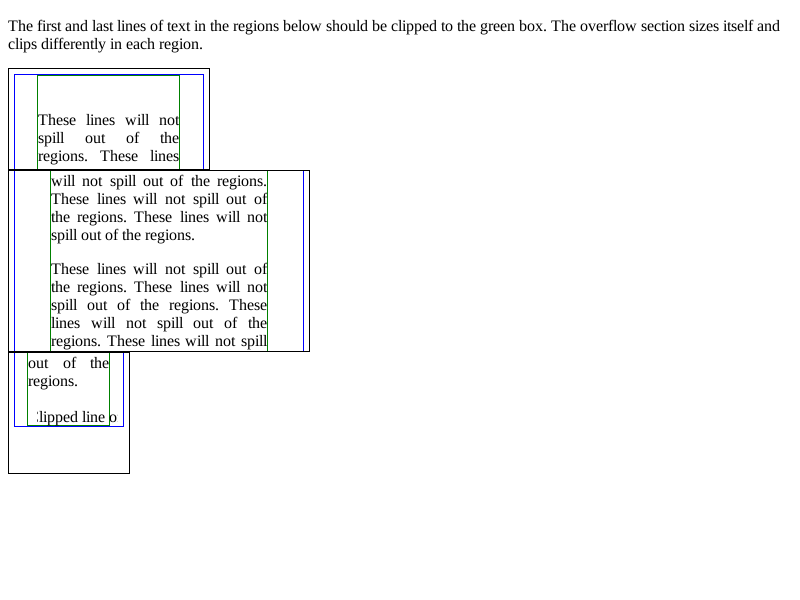 The first and last lines of text in the regions below should be clipped to the green box. The overflow section sizes itself and
clips differently in each region.
These lines will not
spill out of the
regions. These lines
will not spill out of the regions.
These lines will not spill out of
the regions. These lines will not
spill out of the regions.
These lines will not spill out of
the regions. These lines will not
spill out of the regions. These
lines will not spill out of the
regions. These lines will not spill
out of the
regions.
lipped line o